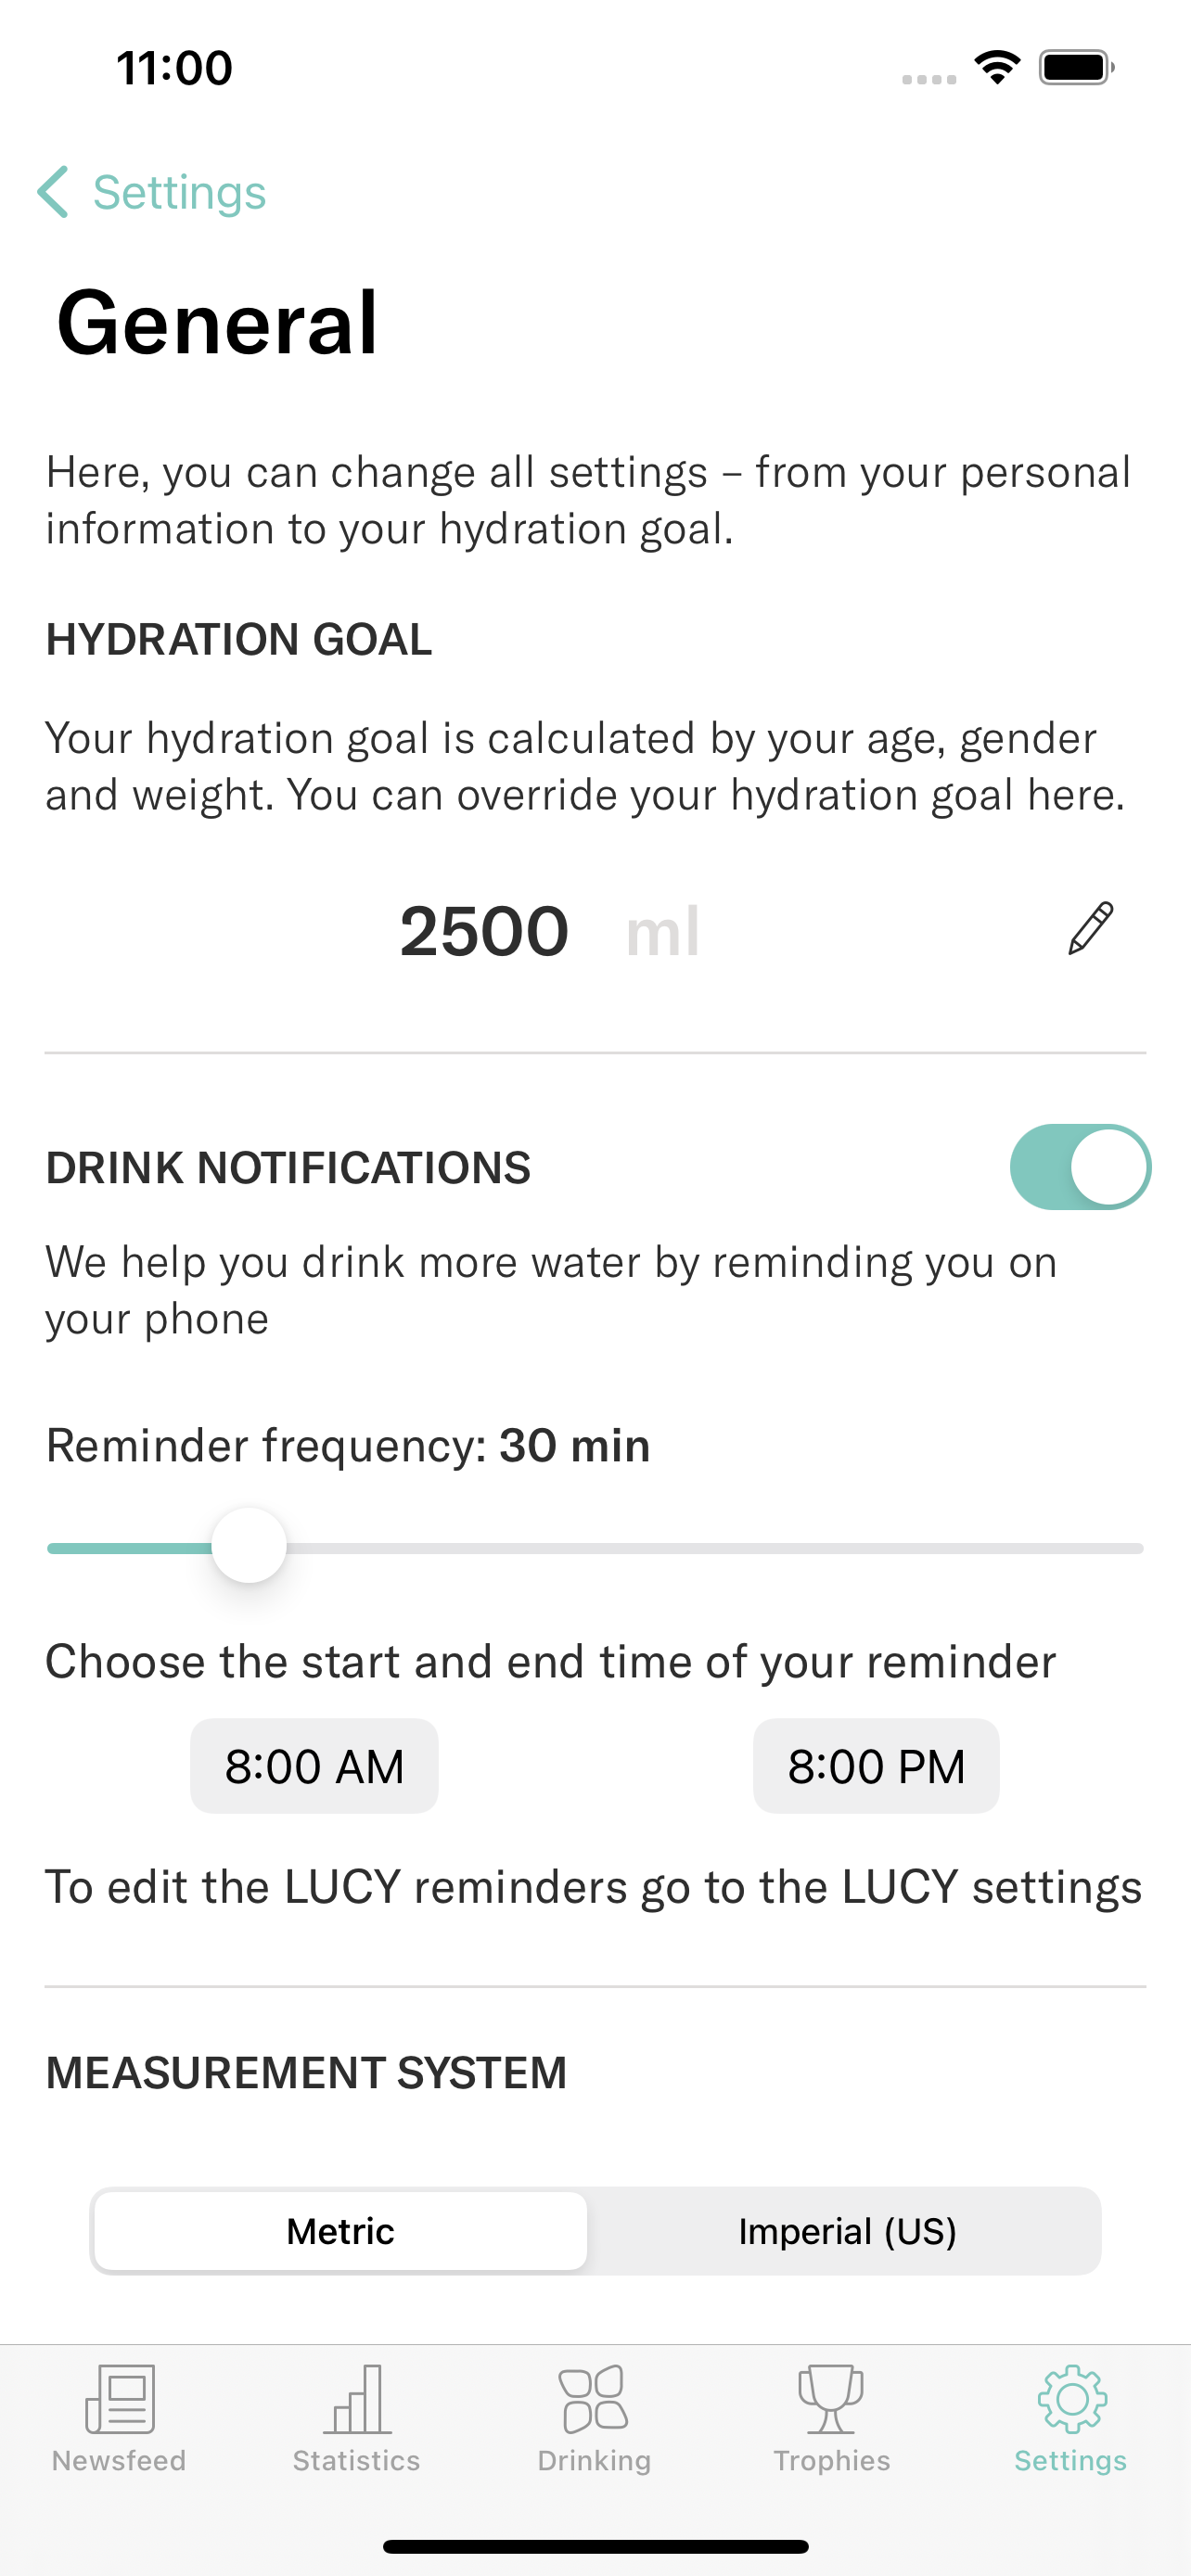 11:00
Settings
General
Here, you can change all settings – from your personal
information to your hydration goal.
HYDRATION GOAL
Your hydration goal is calculated by your age, gender
and weight. You can override your hydration goal here.
2500 ml
DRINK NOTIFICATIONS
We help you drink more water by reminding you on
your phone
Reminder frequency: 30 min
Choose the start and end time of your reminder
8:00 AM 8:00 PM
To edit the LUCY reminders go to the LUCY settings
MEASUREMENT SYSTEM
Metric Imperial (US)
Newsfeed Statistics Drinking Trophies Settings